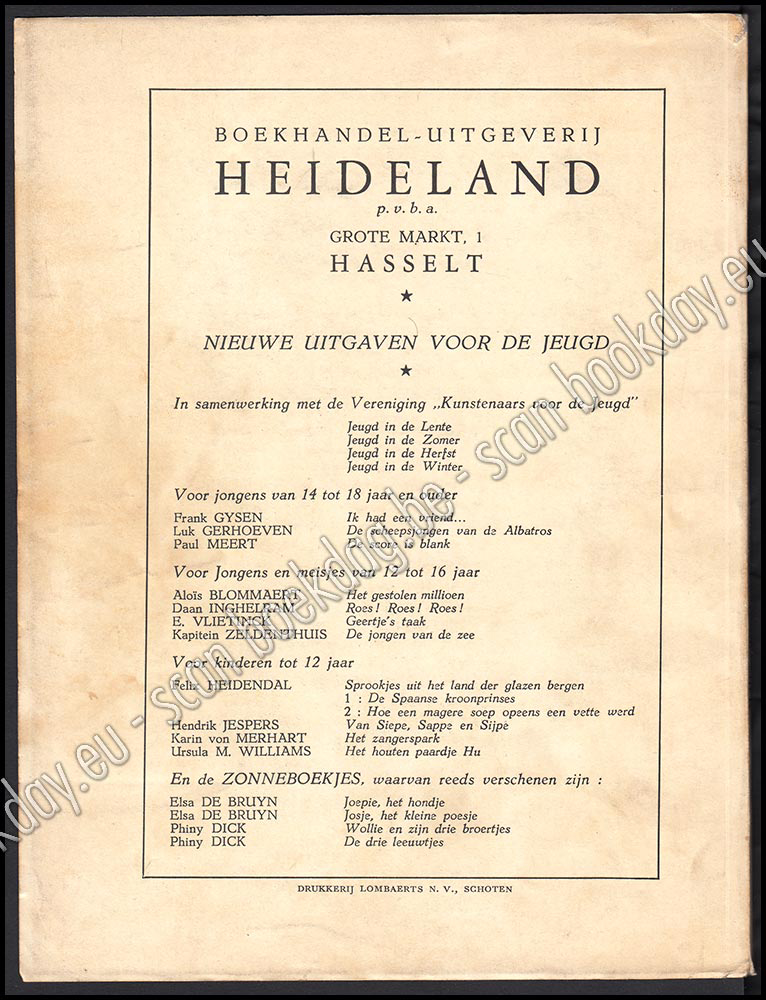 BOEKHANDEL-UITGEVERIJ
HEIDELAND
p. v. b. a.
GROTE MARKT, 1
HASSELT
★
NIEUWE UITGAVEN VOOR DE JEUGD
★
In samenwerking met de Vereniging „Kunstenaars voor de Jeugd”
Jeugd in de Lente
Jeugd in de Zomer
Jeugd in de Herfst
Jeugd in de Winter
Voor jongens van 14 tot 18 jaar en ouder
Frank GYSEN Ik had een vriend...
Luk GERHOEVEN De scheepsjongen van de Albatros
Paul MEERT De score is blank
Voor Jongens en meisjes van 12 tot 16 jaar
Aloïs BLOMMAERT Het gestolen millioen
Daan INGHELRAM Roes! Roes! Roes!
E. VLIETINCK Geertje's taak
Kapitein ZELDENTHUIS De jongen van de zee
Voor kinderen tot 12 jaar
Felix HEIDENDAL Sprookjes uit het land der glazen bergen
1 : De Spaanse kroonprinses
2 : Hoe een magere soep opeens een vette werd
Hendrik JESPERS Van Siepe, Sappe en Sijpe
Karin von MERHART Het zangerspark
Ursula M. WILLIAMS Het houten paardje Hu
En de ZONNEBOEKJES, waarvan reeds verschenen zijn :
Elsa DE BRUYN Joepie, het hondje
Elsa DE BRUYN Josje, het kleine poesje
Phiny DICK Wollie en zijn drie broertjes
Phiny DICK De drie leeuwtjes
DRUKKERIJ LOMBAERTS N. V., SCHOTEN
kday.eu - scan boekdag.be - scan bookday.eu